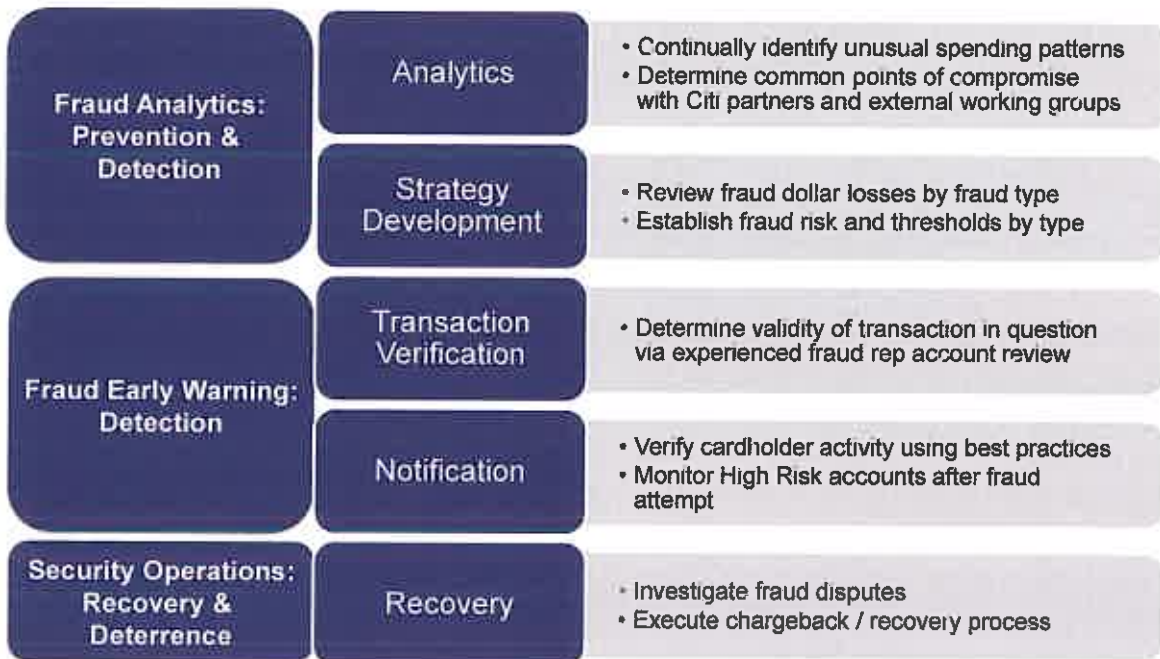 Fraud Analytics:
Prevention &
Detection
Analytics
• Continually identify unusual spending patterns
• Determine common points of compromise
with Citi partners and external working groups
Strategy
Development
• Review fraud dollar losses by fraud type
• Establish fraud risk and thresholds by type
Fraud Early Warning:
Detection
Transaction
Verification
• Determine validity of transaction in question
via experienced fraud rep account review
Notification
• Verify cardholder activity using best practices
• Monitor High Risk accounts after fraud
attempt
Security Operations:
Recovery &
Deterrence
Recovery
• Investigate fraud disputes
• Execute chargeback / recovery process